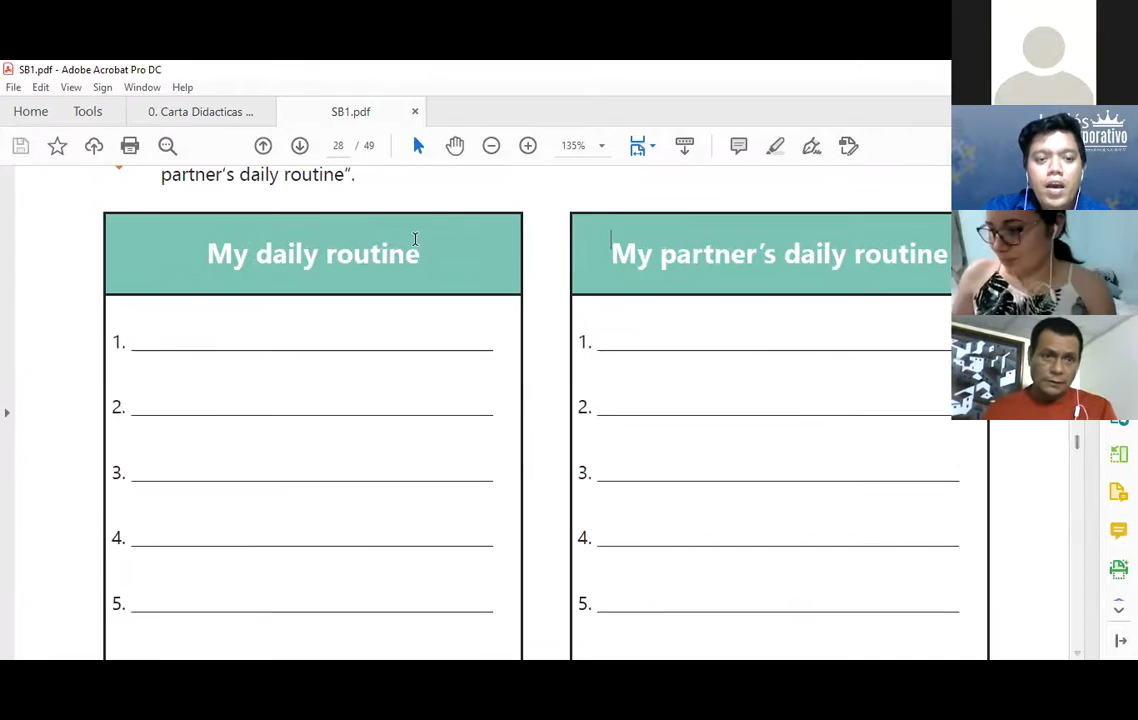 SB1.pdf - Adobe Acrobat Pro DC
File Edit View Sign Window Help
Home Tools 0. Carta Didacticas ... SB1.pdf ×
28 / 49 135%
partner's daily routine".
My daily routine
1.
2.
3.
4.
5.
My partner's daily routine
1.
2.
3.
4.
5.